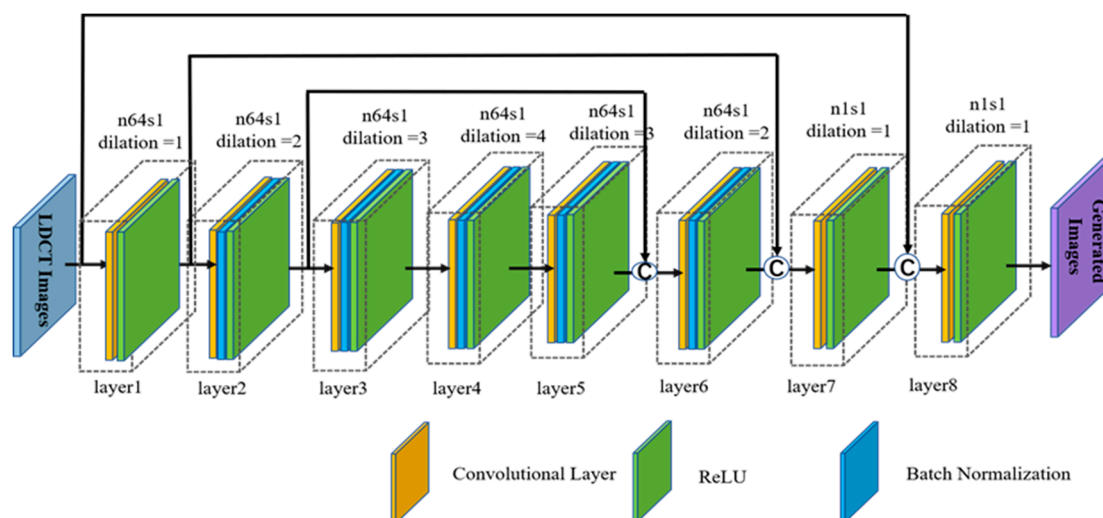 n64s1
dilation =1
n64s1
dilation =2
n64s1
dilation =3
n64s1
dilation =4
n64s1
dilation =3
n64s1
dilation =2
n1s1
dilation =1
n1s1
dilation =1
LDCT Images
C
C
C
Generated
Images
layer1
layer2
layer3
layer4
layer5
layer6
layer7
layer8
Convolutional Layer
ReLU
Batch Normalization